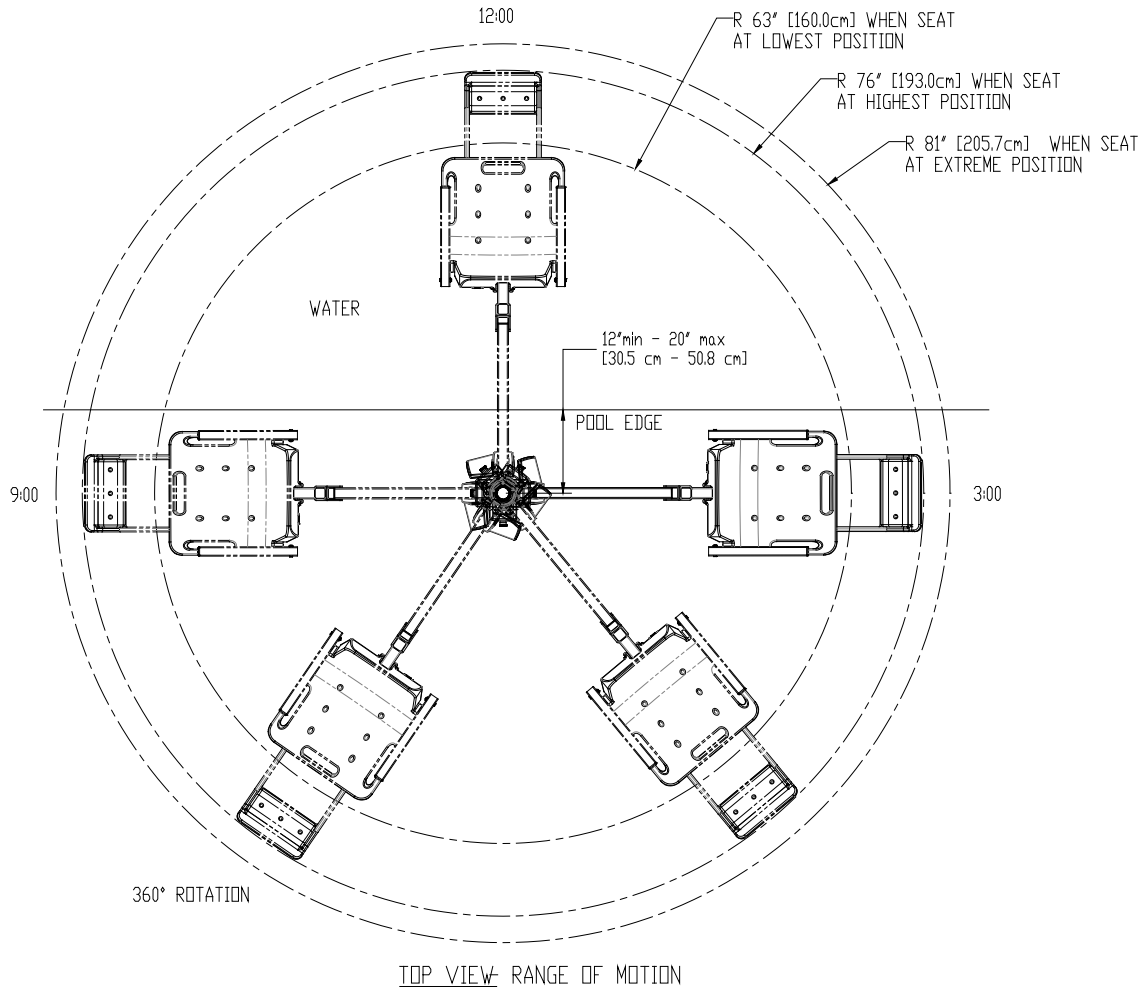 12:00
R 63" [160.0cm] WHEN SEAT
AT LOWEST POSITION
R 76" [193.0cm] WHEN SEAT
AT HIGHEST POSITION
R 81" [205.7cm] WHEN SEAT
AT EXTREME POSITION
WATER
12"min - 20" max
[30.5 cm - 50.8 cm]
POOL EDGE
9:00
3:00
360° ROTATION
TOP VIEW- RANGE OF MOTION